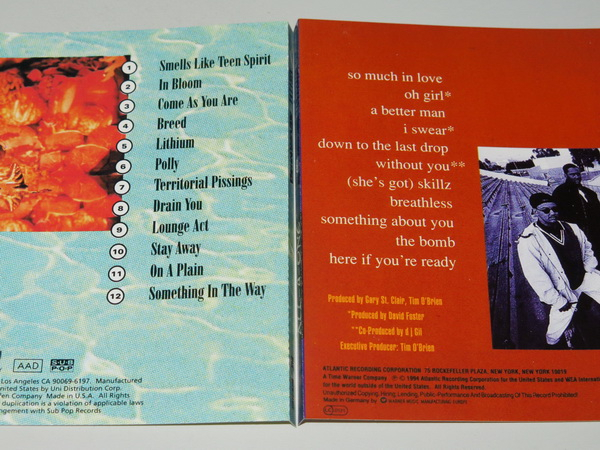 1 Smells Like Teen Spirit
2 In Bloom
3 Come As You Are
4 Breed
5 Lithium
6 Polly
7 Territorial Pissings
8 Drain You
9 Lounge Act
10 Stay Away
11 On A Plain
12 Something In The Way
AAD SUB POP
Los Angeles CA 90069-6197. Manufactured
United States by Uni Distribution Corp.
Company Made in U.S.A. All Rights
duplication is a violation of applicable laws
with Sub Pop Records
so much in love
oh girl*
a better man
i swear*
down to the last drop
without you**
(she's got) skillz
breathless
something about you
the bomb
here if you're ready
Produced by Gary St. Clair, Tim O'Brien
*Produced by David Foster
**Co-Produced by d j Gil
Executive Producer: Tim O'Brien
ATLANTIC RECORDING CORPORATION 75 ROCKEFELLER PLAZA, NEW YORK, NEW YORK 10019
A Time Warner Company ℗ © 1994 Atlantic Recording Corporation for the United States and WEA International
for the world outside of the United States. All Rights Reserved.
Unauthorized Copying, Hiring, Lending, Public Performance And Broadcasting Of This Record Prohibited.
Made in Germany by WARNER MUSIC MANUFACTURING EUROPE